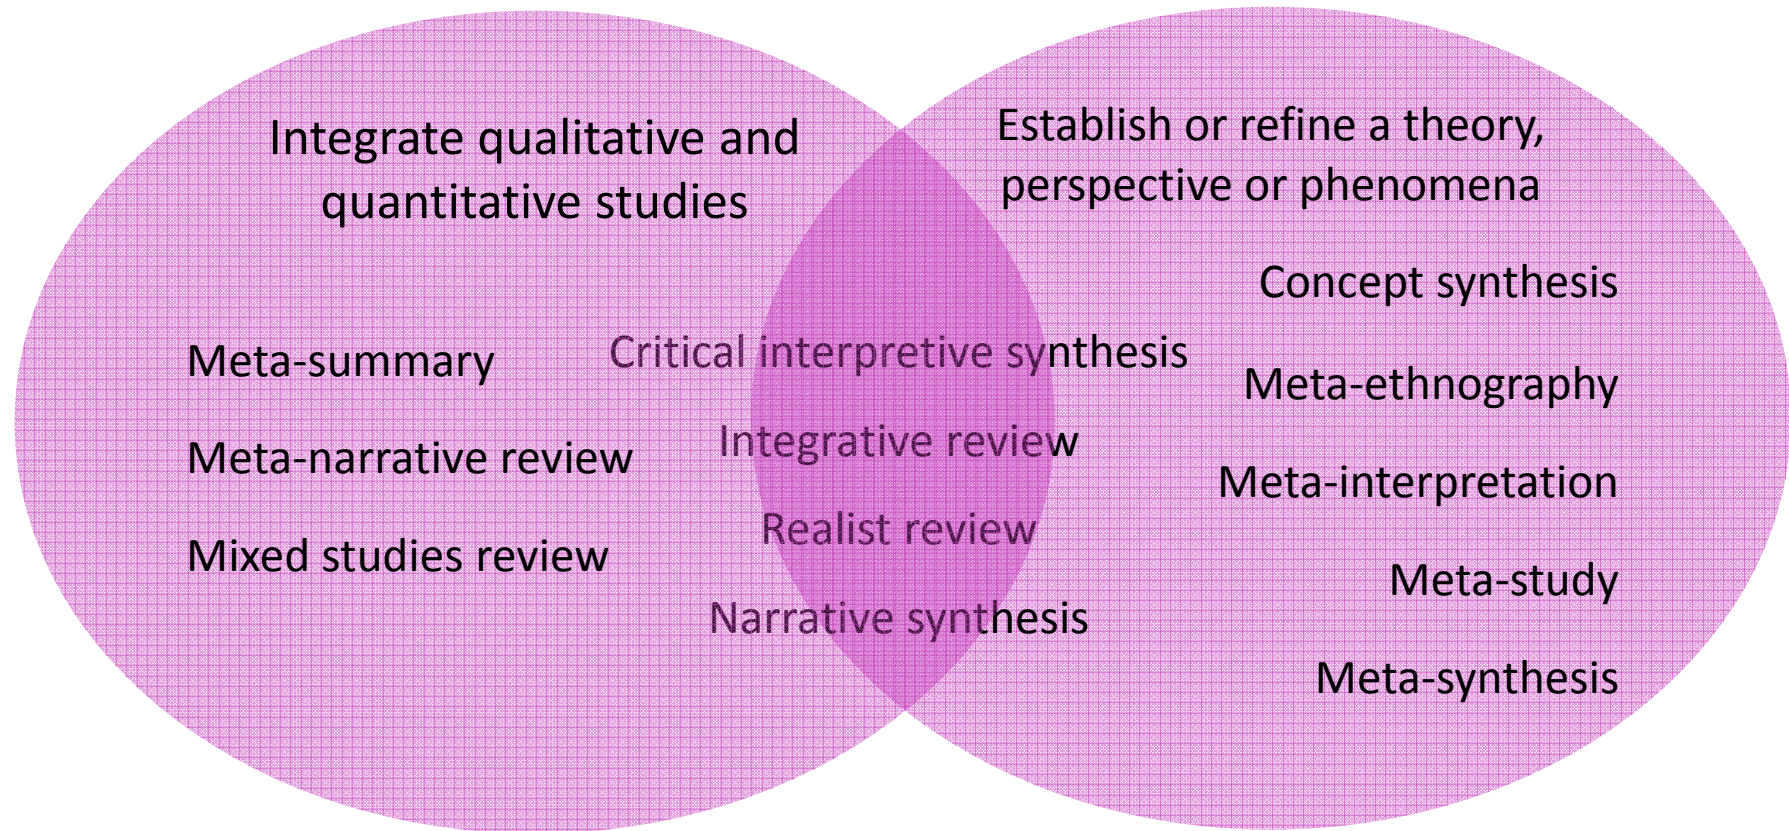 Integrate qualitative and
quantitative studies
Meta-summary
Meta-narrative review
Mixed studies review
Critical interpretive synthesis
Integrative review
Realist review
Narrative synthesis
Establish or refine a theory,
perspective or phenomena
Concept synthesis
Meta-ethnography
Meta-interpretation
Meta-study
Meta-synthesis